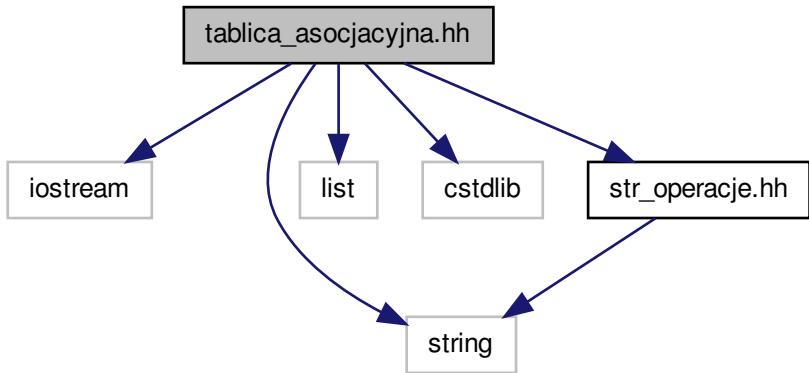 tablica_asocjacyjna.hh
iostream
list
cstdlib
str_operacje.hh
string